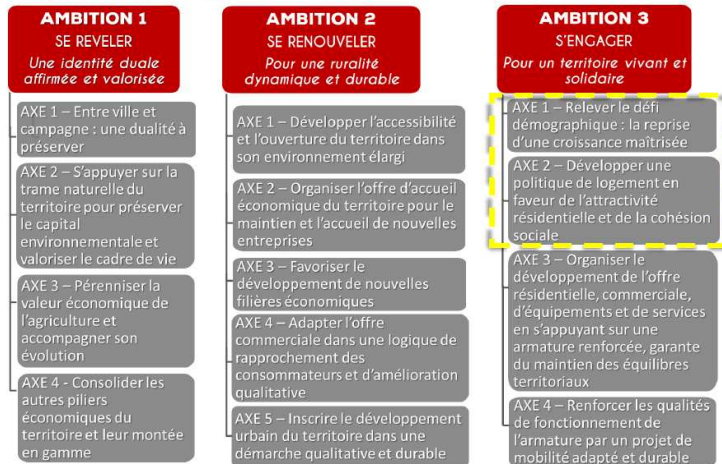 AMBITION 1
SE REVELER
Une identité duale
affirmée et valorisée
AXE 1 – Entre ville et
campagne : une dualité à
préserver
AXE 2 – S'appuyer sur la
trame naturelle du
territoire pour préserver
le capital
environnementale et
valoriser le cadre de vie
AXE 3 – Pérenniser la
valeur économique de
l'agriculture et
accompagner son
évolution
AXE 4 - Consolider les
autres piliers
économiques du
territoire et leur montée
en gamme
AMBITION 2
SE RENOUVELER
Pour une ruralité
dynamique et durable
AXE 1 – Développer l'accessibilité
et l'ouverture du territoire dans
son environnement élargi
AXE 2 – Organiser l'offre d'accueil
économique du territoire pour le
maintien et l'accueil de nouvelles
entreprises
AXE 3 – Favoriser le
développement de nouvelles
filières économiques
AXE 4 – Adapter l'offre
commerciale dans une logique de
rapprochement des
consommateurs et d'amélioration
qualitative
AXE 5 – Inscrire le développement
urbain du territoire dans une
démarche qualitative et durable
AMBITION 3
S'ENGAGER
Pour un territoire vivant et
solidaire
AXE 1 – Relever le défi
démographique : la reprise
d'une croissance maîtrisée
AXE 2 – Développer une
politique de logement en
faveur de l'attractivité
résidentielle et de la cohésion
sociale
AXE 3 – Organiser le
développement de l'offre
résidentielle, commerciale,
d'équipements et de services
en s'appuyant sur une
armature renforcée, garante
du maintien des équilibres
territoriaux
AXE 4 – Renforcer les qualités
de fonctionnement de
l'armature par un projet de
mobilité adapté et durable